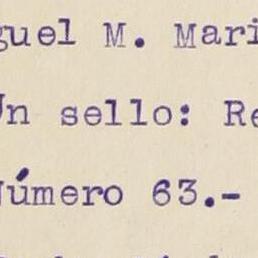 guel M. Mari
Un sello: Re
Número 63.-